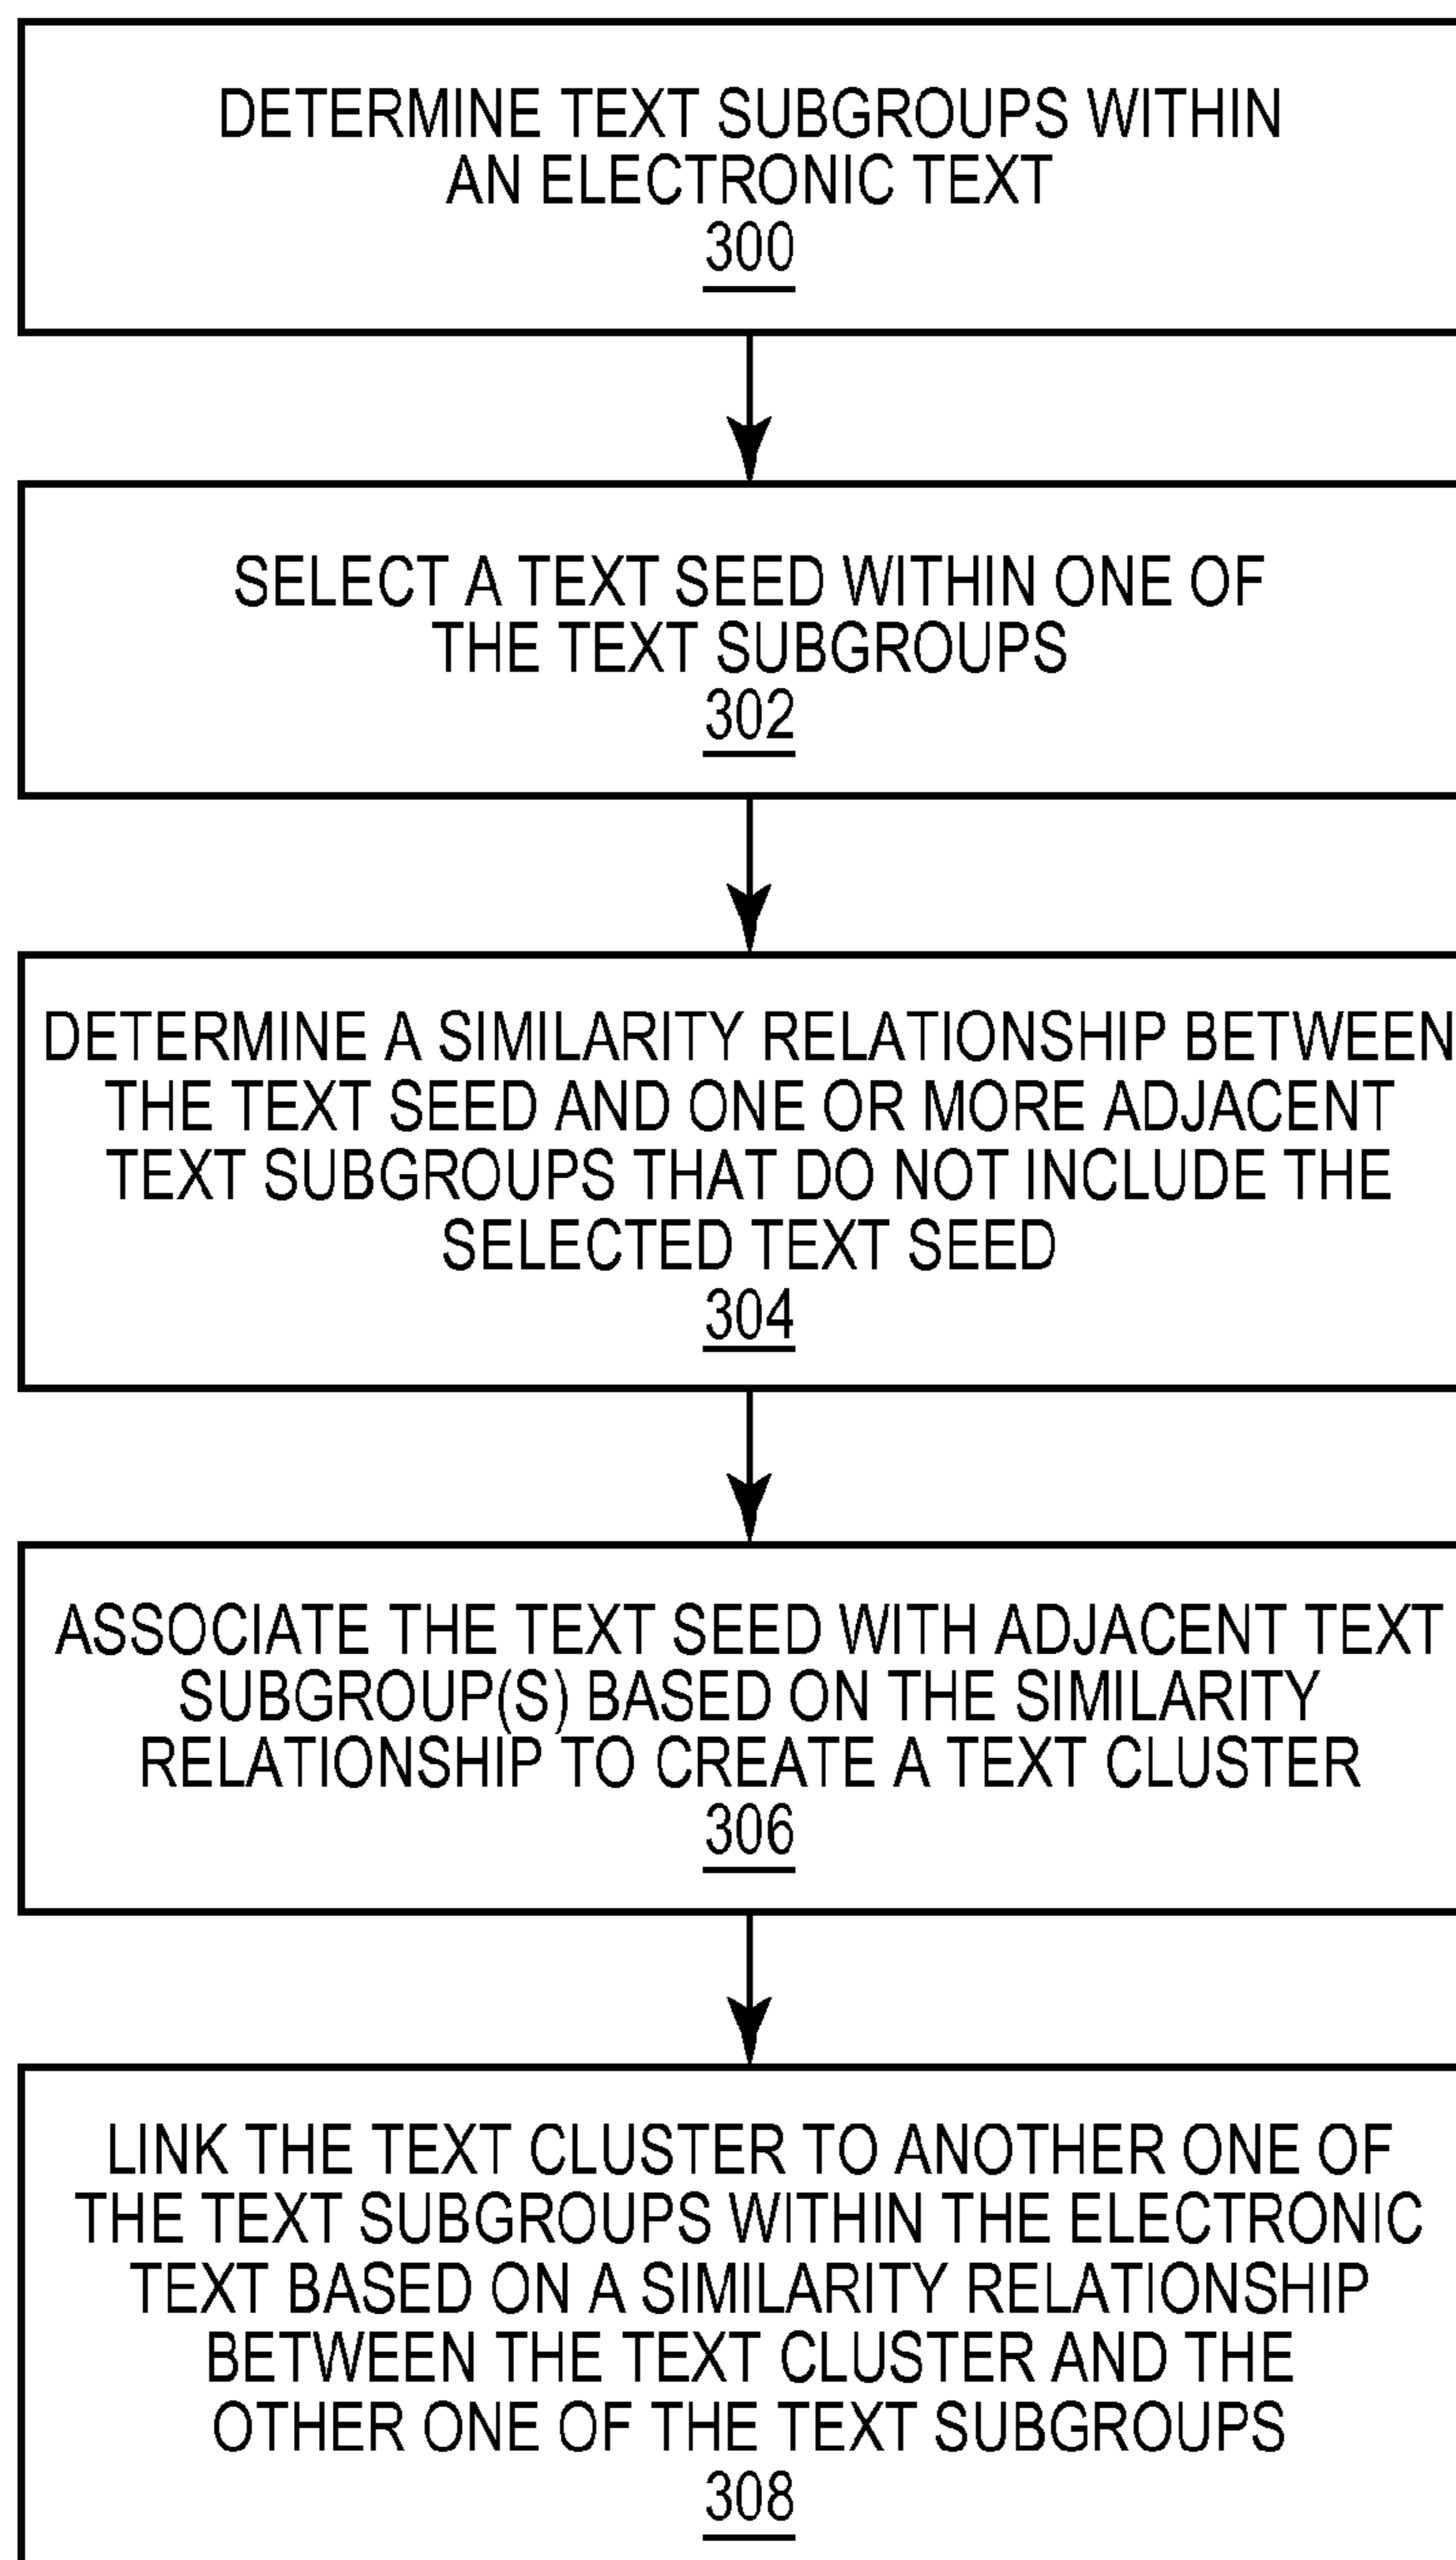 DETERMINE TEXT SUBGROUPS WITHIN
AN ELECTRONIC TEXT
300
SELECT A TEXT SEED WITHIN ONE OF
THE TEXT SUBGROUPS
302
DETERMINE A SIMILARITY RELATIONSHIP BETWEEN
THE TEXT SEED AND ONE OR MORE ADJACENT
TEXT SUBGROUPS THAT DO NOT INCLUDE THE
SELECTED TEXT SEED
304
ASSOCIATE THE TEXT SEED WITH ADJACENT TEXT
SUBGROUP(S) BASED ON THE SIMILARITY
RELATIONSHIP TO CREATE A TEXT CLUSTER
306
LINK THE TEXT CLUSTER TO ANOTHER ONE OF
THE TEXT SUBGROUPS WITHIN THE ELECTRONIC
TEXT BASED ON A SIMILARITY RELATIONSHIP
BETWEEN THE TEXT CLUSTER AND THE
OTHER ONE OF THE TEXT SUBGROUPS
308